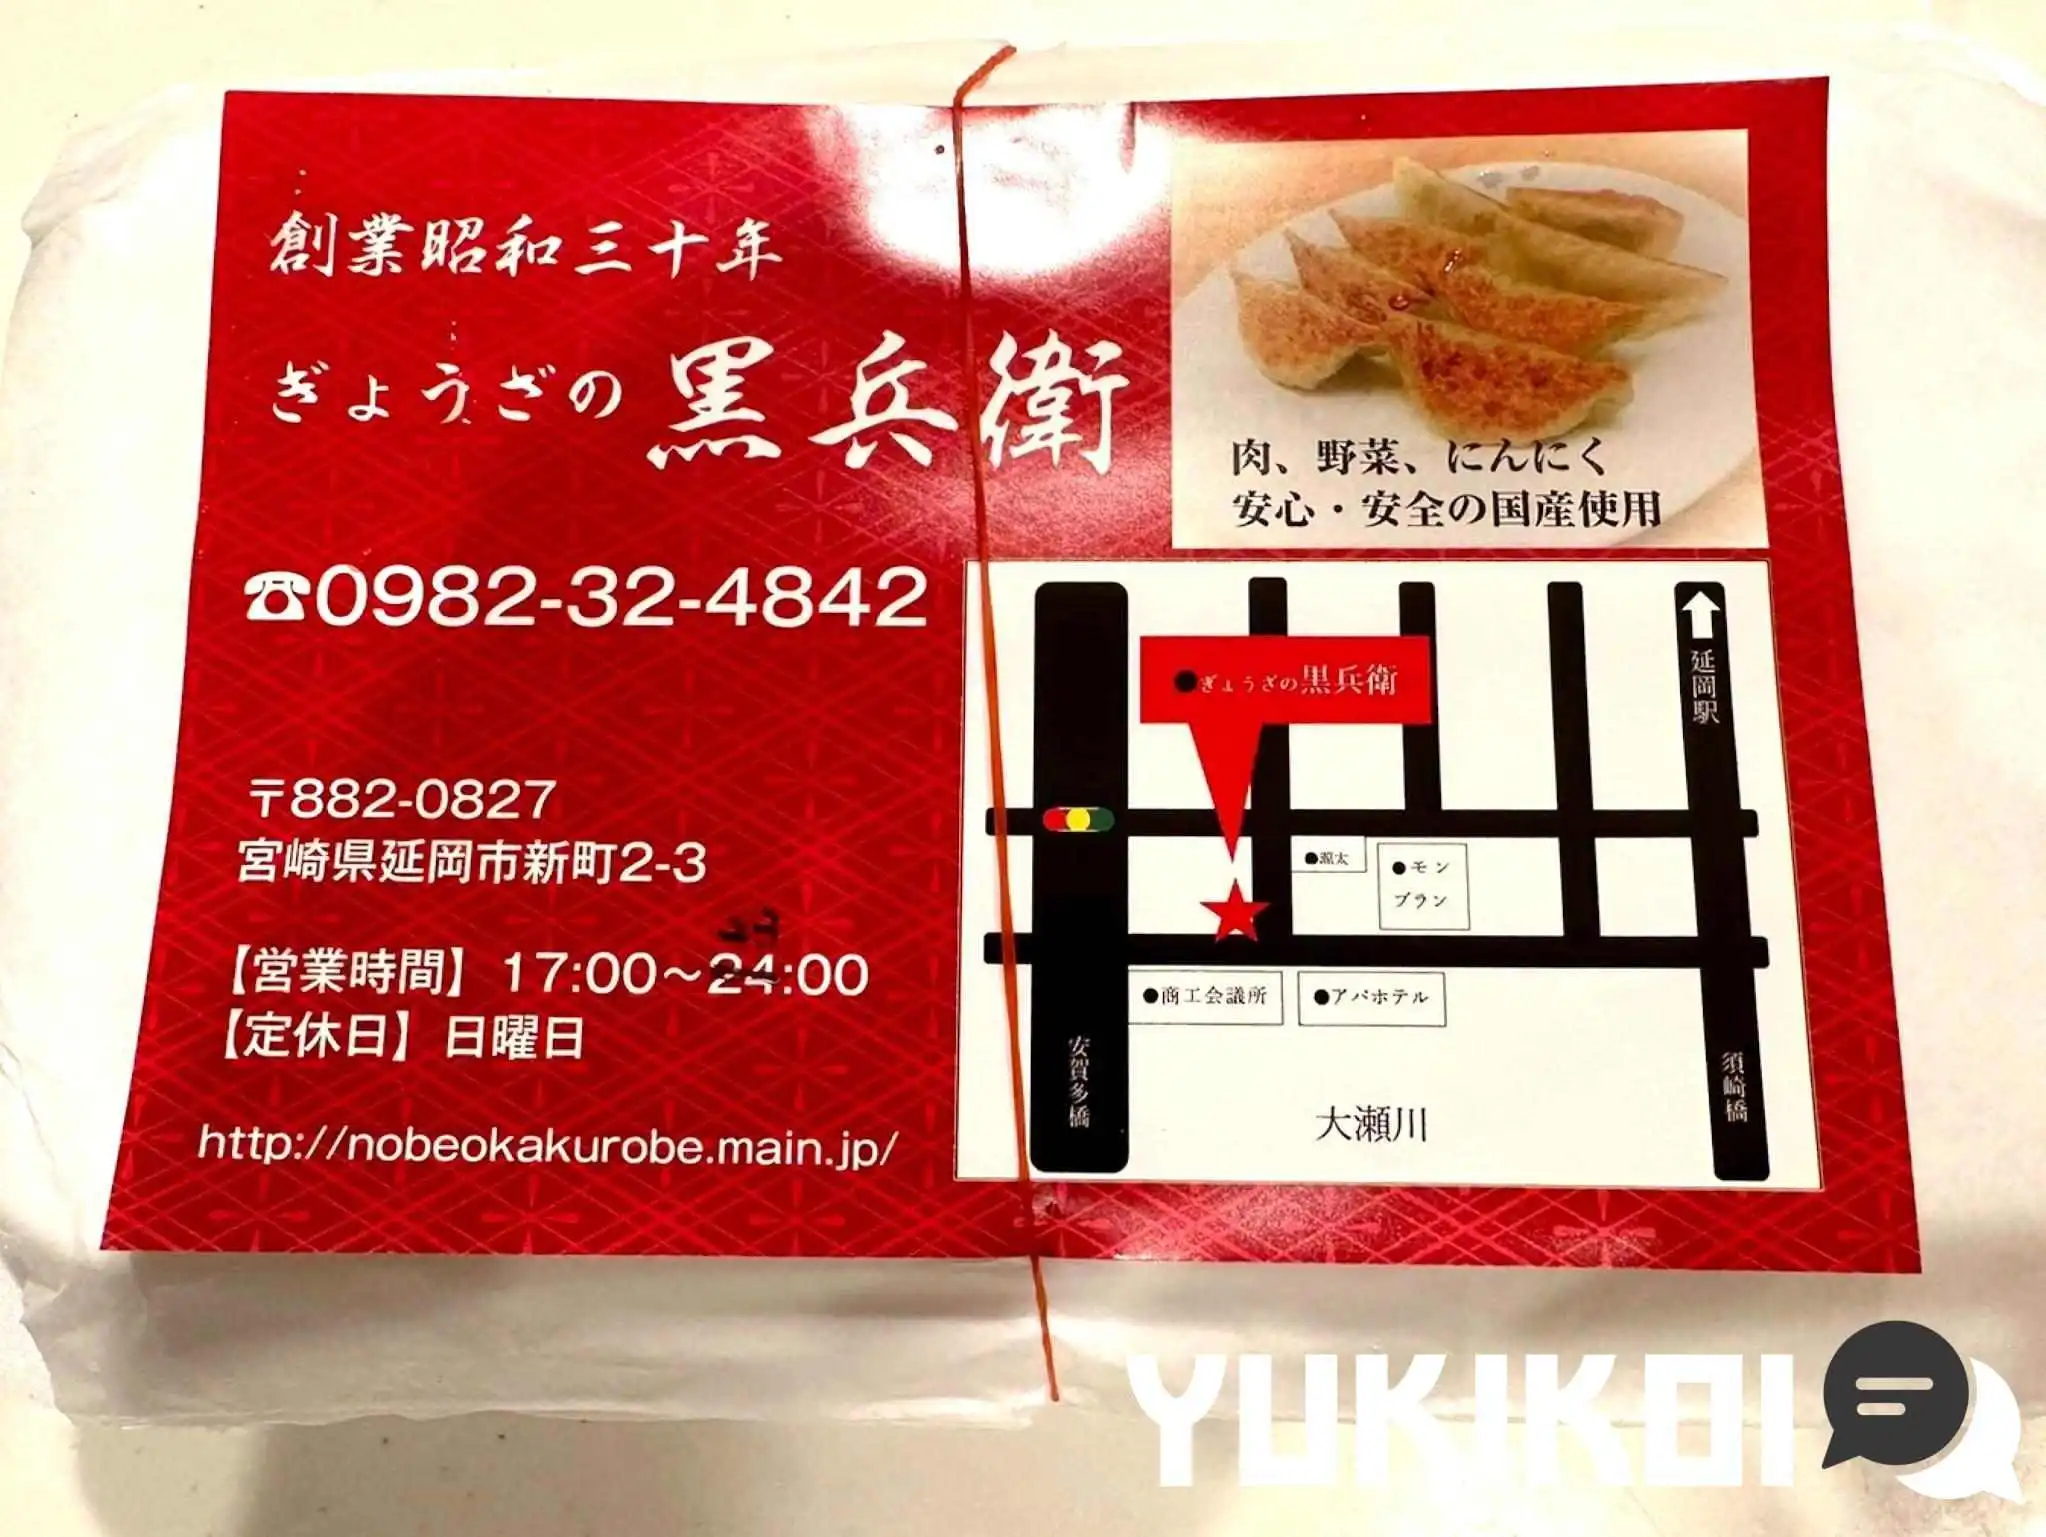 創業昭和三十年
ぎょうざの黒兵衛
☎0982-32-4842
〒882-0827
宮崎県延岡市新町2-3
【営業時間】17:00〜24:00
【定休日】日曜日
http://nobeokakurobe.main.jp/
肉、野菜、にんにく
安心・安全の国産使用
延岡駅
●ぎょうざの黒兵衛
●源太
●モン
ブラン
●商工会議所
●アパホテル
安賀多橋
須崎橋
大瀬川
YUKIKOI